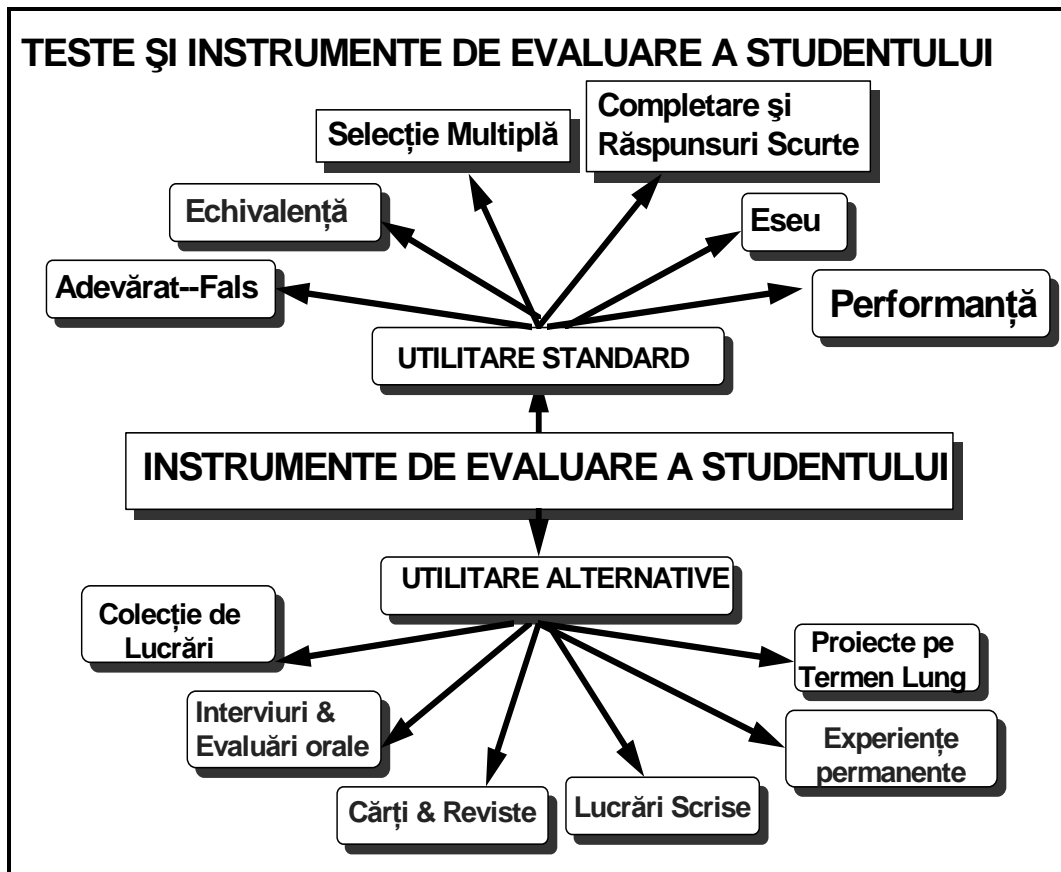 TESTE ŞI INSTRUMENTE DE EVALUARE A STUDENTULUI
Selecție Multiplă
Completare şi
Răspunsuri Scurte
Echivalență
Eseu
Adevărat--Fals
Performanță
UTILITARE STANDARD
INSTRUMENTE DE EVALUARE A STUDENTULUI
UTILITARE ALTERNATIVE
Colecție de
Lucrări
Proiecte pe
Termen Lung
Interviuri &
Evaluări orale
Experiențe
permanente
Cărți & Reviste
Lucrări Scrise